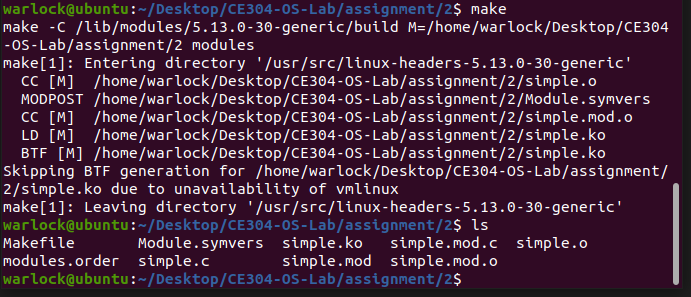 warlock@ubuntu:~/Desktop/CE304-OS-Lab/assignment/2$ make
make -C /lib/modules/5.13.0-30-generic/build M=/home/warlock/Desktop/CE304
-OS-Lab/assignment/2 modules
make[1]: Entering directory '/usr/src/linux-headers-5.13.0-30-generic'
  CC [M]  /home/warlock/Desktop/CE304-OS-Lab/assignment/2/simple.o
  MODPOST /home/warlock/Desktop/CE304-OS-Lab/assignment/2/Module.symvers
  CC [M]  /home/warlock/Desktop/CE304-OS-Lab/assignment/2/simple.mod.o
  LD [M]  /home/warlock/Desktop/CE304-OS-Lab/assignment/2/simple.ko
  BTF [M] /home/warlock/Desktop/CE304-OS-Lab/assignment/2/simple.ko
Skipping BTF generation for /home/warlock/Desktop/CE304-OS-Lab/assignment/
2/simple.ko due to unavailability of vmlinux
make[1]: Leaving directory '/usr/src/linux-headers-5.13.0-30-generic'
warlock@ubuntu:~/Desktop/CE304-OS-Lab/assignment/2$ ls
Makefile       Module.symvers  simple.ko   simple.mod.c  simple.o
modules.order  simple.c        simple.mod  simple.mod.o
warlock@ubuntu:~/Desktop/CE304-OS-Lab/assignment/2$